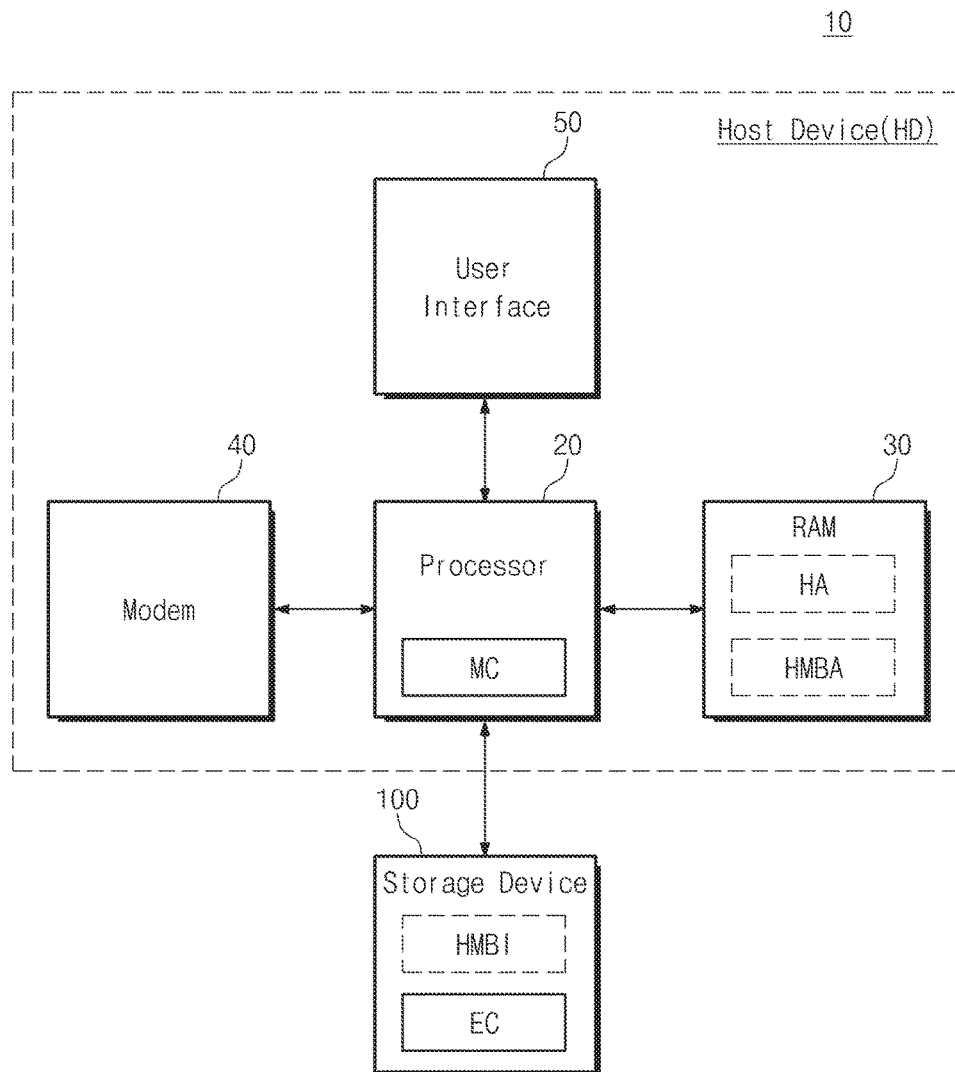 10
Host Device(HD)
50
User
Interface
40
20
30
Modem
Processor
MC
RAM
HA
HMBA
100
Storage Device
HMBI
EC